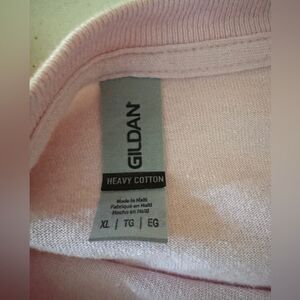 GILDAN
HEAVY COTTON
Made in Haiti
Fabriqué en Haïti
Hecho en Haití
XL | TG | EG